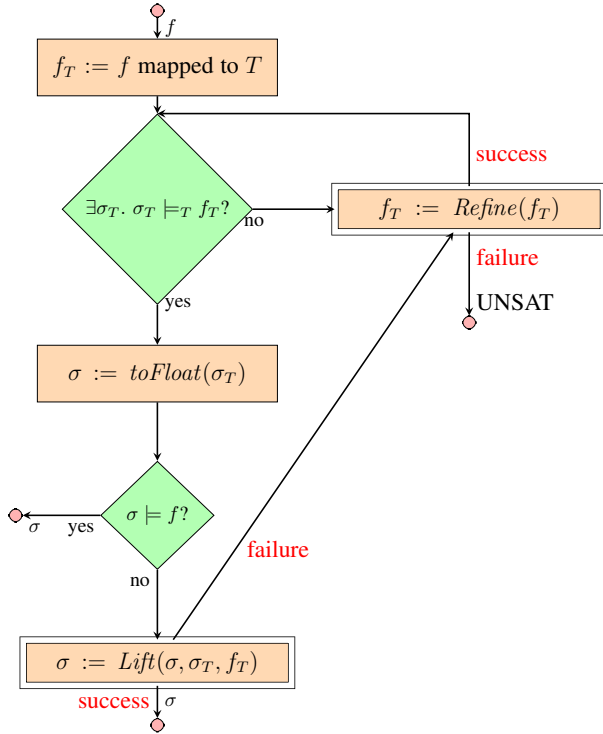 f
f_T := f mapped to T
success
∃σ_T. σ_T ⊨_T f_T?
no
f_T := Refine(f_T)
failure
yes
UNSAT
σ := toFloat(σ_T)
σ ⊨ f?
yes
σ
failure
no
σ := Lift(σ, σ_T, f_T)
success
σ